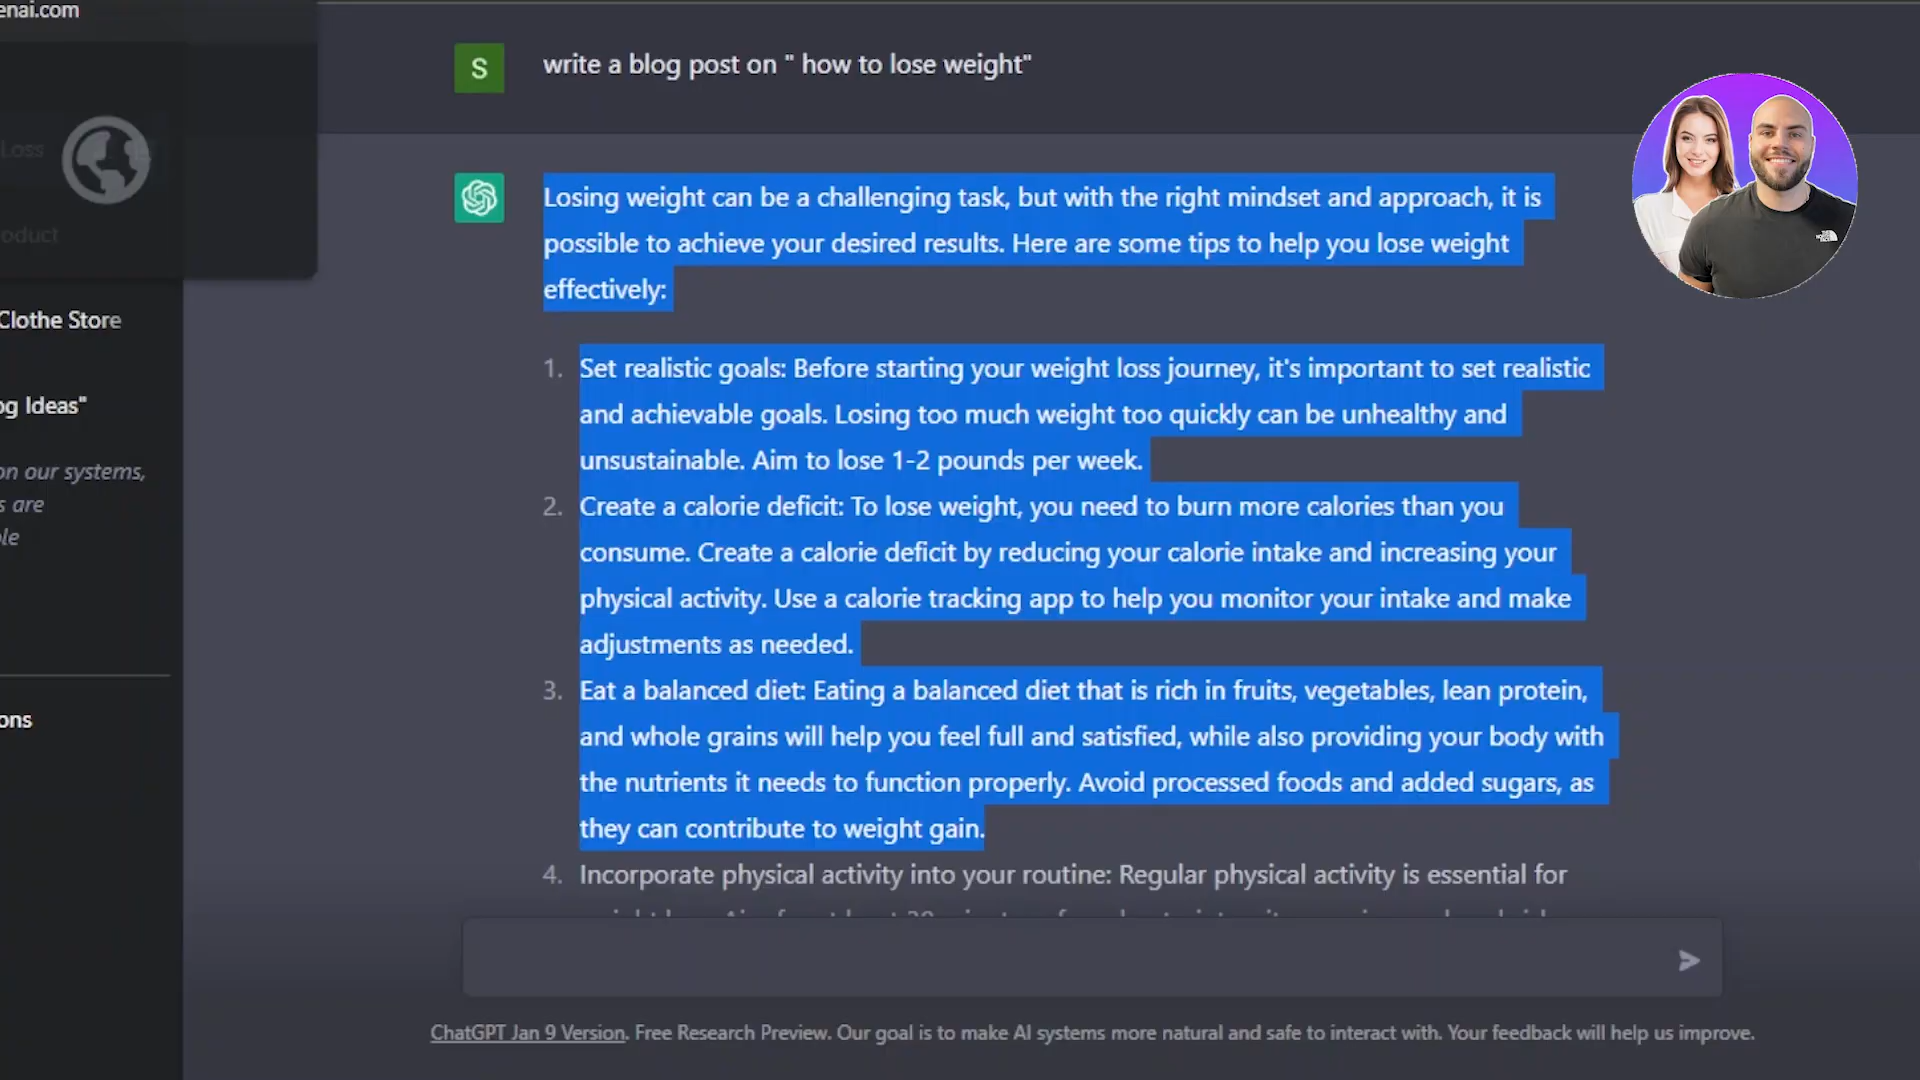 enai.com
Loss
oduct
Clothe Store
og Ideas"
on our systems,
s are
ble
ons
S
write a blog post on " how to lose weight"
Losing weight can be a challenging task, but with the right mindset and approach, it is
possible to achieve your desired results. Here are some tips to help you lose weight
effectively:
1. Set realistic goals: Before starting your weight loss journey, it's important to set realistic
and achievable goals. Losing too much weight too quickly can be unhealthy and
unsustainable. Aim to lose 1-2 pounds per week.
2. Create a calorie deficit: To lose weight, you need to burn more calories than you
consume. Create a calorie deficit by reducing your calorie intake and increasing your
physical activity. Use a calorie tracking app to help you monitor your intake and make
adjustments as needed.
3. Eat a balanced diet: Eating a balanced diet that is rich in fruits, vegetables, lean protein,
and whole grains will help you feel full and satisfied, while also providing your body with
the nutrients it needs to function properly. Avoid processed foods and added sugars, as
they can contribute to weight gain.
4. Incorporate physical activity into your routine: Regular physical activity is essential for
ChatGPT Jan 9 Version. Free Research Preview. Our goal is to make AI systems more natural and safe to interact with. Your feedback will help us improve.